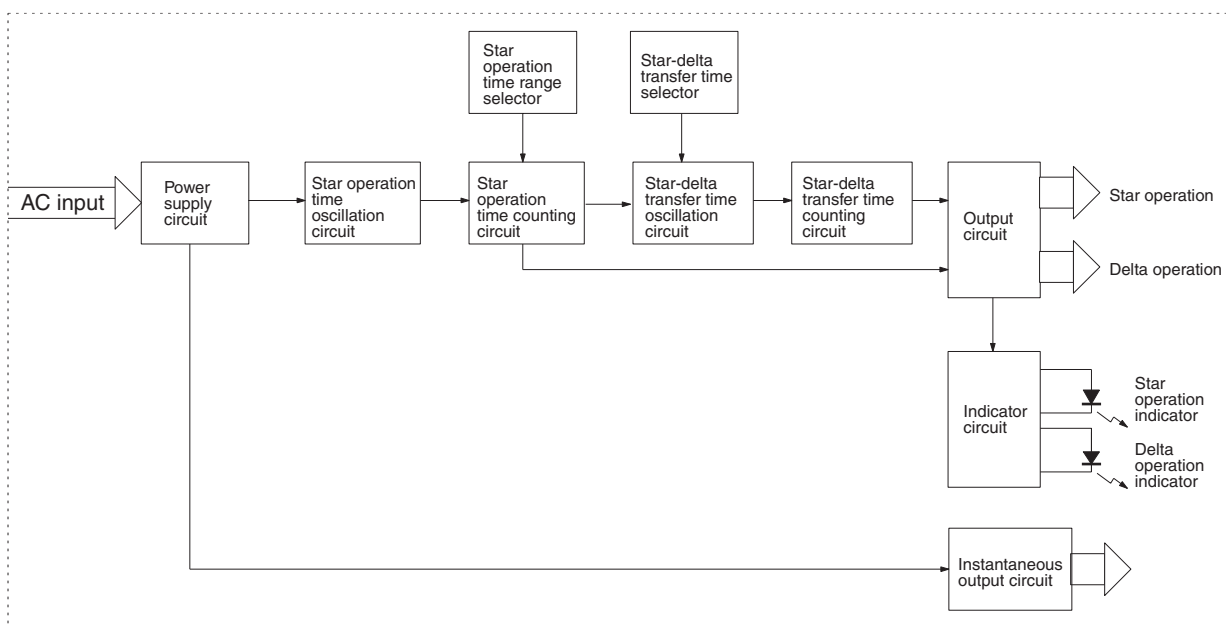 Star
operation
time range
selector
Star-delta
transfer time
selector
AC input
Power
supply
circuit
Star operation
time
oscillation
circuit
Star
operation
time counting
circuit
Star-delta
transfer time
oscillation
circuit
Star-delta
transfer time
counting
circuit
Output
circuit
Star operation
Delta operation
Indicator
circuit
Star
operation
indicator
Delta
operation
indicator
Instantaneous
output circuit